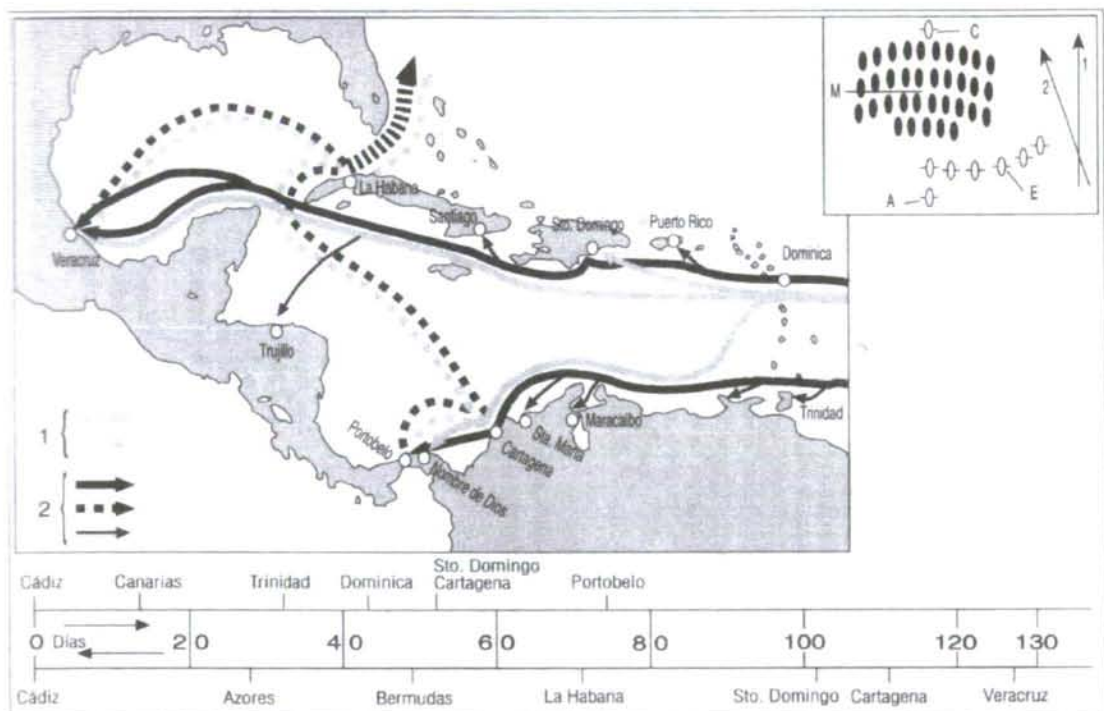 C
1
M
2
A
E
La Habana
Santiago
Sto. Domingo
Puerto Rico
Dominica
Veracruz
Trujillo
Trinidad
Maracaibo
Sta. Marta
Cartagena
Portobelo
Nombre de Dios
1
2
Cádiz
Canarias
Trinidad
Dominica
Sto. Domingo
Cartagena
Portobelo
0 Días 20 40 60 80 100 120 130
Cádiz
Azores
Bermudas
La Habana
Sto. Domingo
Cartagena
Veracruz